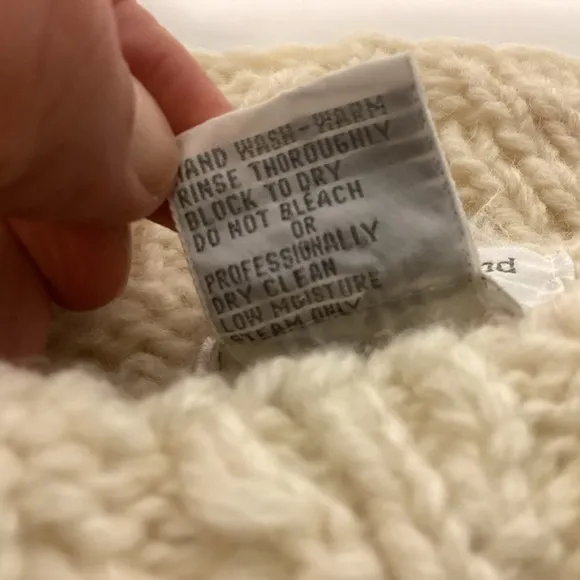 HAND WASH-WARM
RINSE THOROUGHLY
BLOCK TO DRY
DO NOT BLEACH
OR
PROFESSIONALLY
DRY CLEAN
LOW MOISTURE
STEAM ONLY